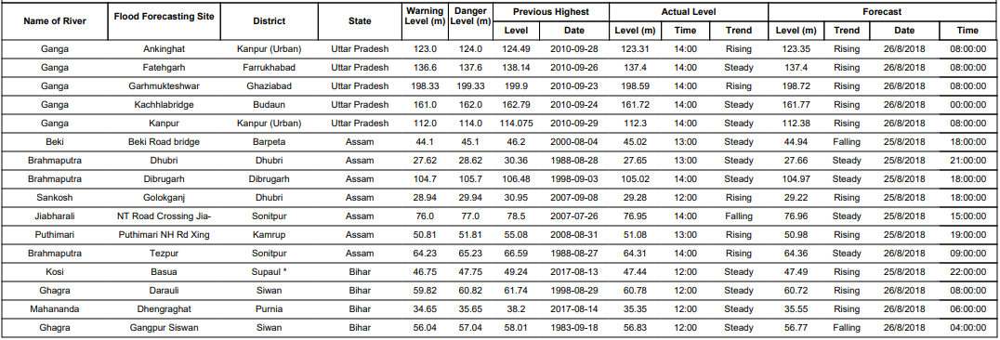 Name of River Flood Forecasting Site District State Warning Level (m) Danger Level (m) Previous Highest Actual Level Forecast
Level Date Level (m) Time Trend Level (m) Trend Date Time
Ganga Ankinghat Kanpur (Urban) Uttar Pradesh 123.0 124.0 124.49 2010-09-28 123.31 14:00 Rising 123.35 Rising 26/8/2018 08:00:00
Ganga Fatehgarh Farrukhabad Uttar Pradesh 136.6 137.6 138.14 2010-09-26 137.4 14:00 Steady 137.4 Rising 26/8/2018 08:00:00
Ganga Garhmukteshwar Ghaziabad Uttar Pradesh 198.33 199.33 199.9 2010-09-23 198.59 14:00 Rising 198.72 Rising 26/8/2018 08:00:00
Ganga Kachhlabridge Budaun Uttar Pradesh 161.0 162.0 162.79 2010-09-24 161.72 14:00 Steady 161.77 Rising 26/8/2018 00:00:00
Ganga Kanpur Kanpur (Urban) Uttar Pradesh 112.0 114.0 114.075 2010-09-29 112.3 14:00 Steady 112.38 Rising 26/8/2018 08:00:00
Beki Beki Road bridge Barpeta Assam 44.1 45.1 46.2 2000-08-04 45.02 13:00 Steady 44.94 Falling 25/8/2018 18:00:00
Brahmaputra Dhubri Dhubri Assam 27.62 28.62 30.36 1988-08-28 27.65 13:00 Steady 27.66 Steady 25/8/2018 21:00:00
Brahmaputra Dibrugarh Dibrugarh Assam 104.7 105.7 106.48 1998-09-03 105.02 14:00 Steady 104.97 Steady 25/8/2018 18:00:00
Sankosh Golokganj Dhubri Assam 28.94 29.94 30.95 2007-09-08 29.28 12:00 Rising 29.22 Rising 25/8/2018 18:00:00
Jiabharali NT Road Crossing Jia- Sonitpur Assam 76.0 77.0 78.5 2007-07-26 76.95 14:00 Falling 76.96 Steady 25/8/2018 15:00:00
Puthimari Puthimari NH Rd Xing Kamrup Assam 50.81 51.81 55.08 2008-08-31 51.08 13:00 Rising 50.98 Rising 25/8/2018 19:00:00
Brahmaputra Tezpur Sonitpur Assam 64.23 65.23 66.59 1988-08-27 64.31 14:00 Rising 64.36 Steady 26/8/2018 09:00:00
Kosi Basua Supaul * Bihar 46.75 47.75 49.24 2017-08-13 47.44 12:00 Steady 47.49 Rising 25/8/2018 22:00:00
Ghagra Darauli Siwan Bihar 59.82 60.82 61.74 1998-08-29 60.78 12:00 Steady 60.72 Rising 26/8/2018 08:00:00
Mahananda Dhengraghat Purnia Bihar 34.65 35.65 38.2 2017-08-14 35.35 12:00 Steady 35.55 Rising 26/8/2018 06:00:00
Ghagra Gangpur Siswan Siwan Bihar 56.04 57.04 58.01 1983-09-18 56.83 12:00 Steady 56.77 Falling 26/8/2018 04:00:00